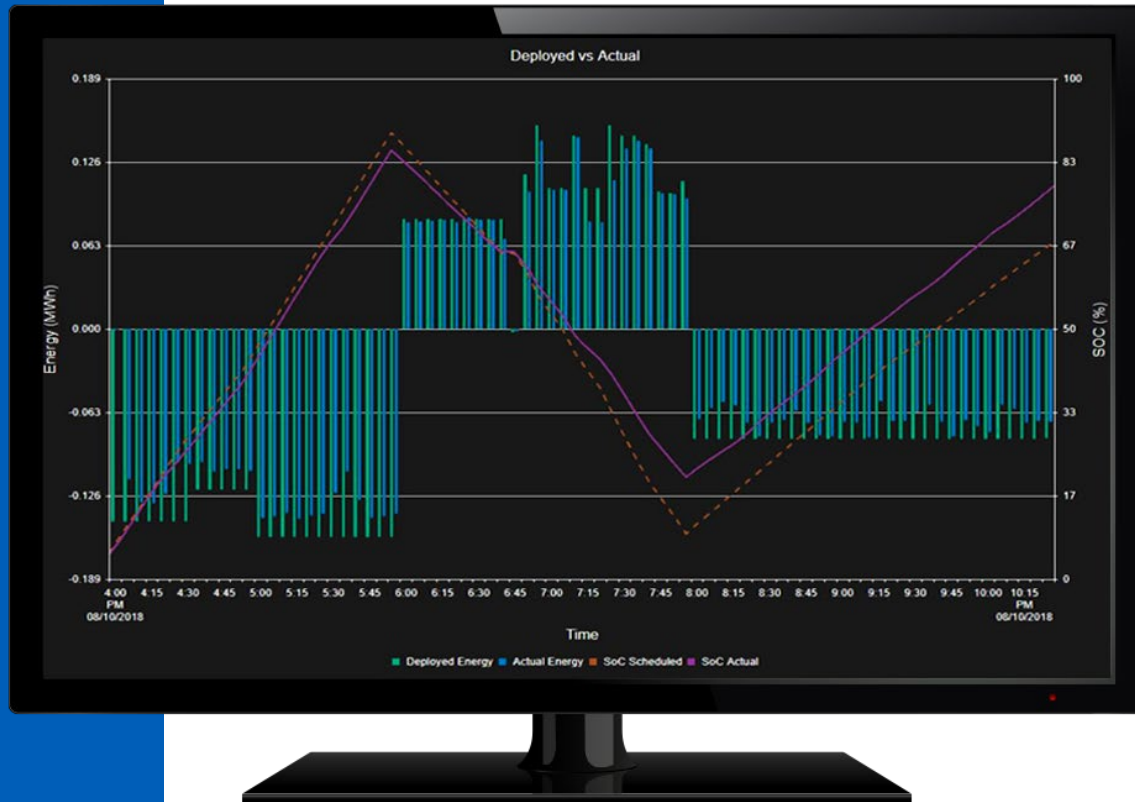 Deployed vs Actual
0.189
0.126
0.063
0.000
-0.063
-0.126
-0.189
Energy (MWh)
100
83
67
50
33
17
0
SOC (%)
4:00 4:15 4:30 4:45 5:00 5:15 5:30 5:45 6:00 6:15 6:30 6:45 7:00 7:15 7:30 7:45 8:00 8:15 8:30 8:45 9:00 9:15 9:30 9:45 10:00 10:15
PM PM
08/10/2018 08/10/2018
Time
Deployed Energy Actual Energy SoC Scheduled SoC Actual